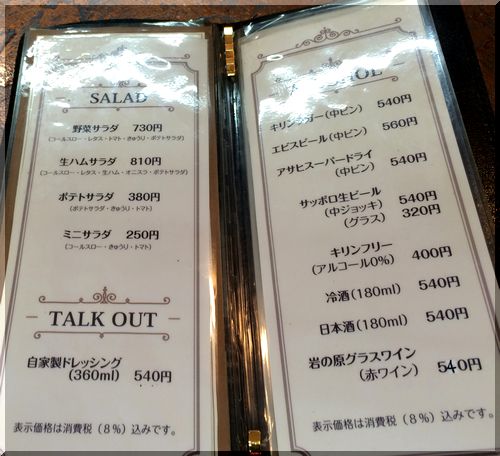 SALAD
野菜サラダ 730円
(コールスロー・レタス・トマト・きゅうり・ポテトサラダ)
生ハムサラダ 810円
(コールスロー・レタス・生ハム・オニスラ・ポテトサラダ)
ポテトサラダ 380円
(ポテトサラダ・きゅうり・トマト)
ミニサラダ 250円
(コールスロー・きゅうり・トマト)
TALK OUT
自家製ドレッシング
(360ml) 540円
表示価格は消費税(8%)込みです。
キリンラガー(中ビン) 540円
エビスビール(中ビン) 560円
アサヒスーパードライ
(中ビン) 540円
サッポロ生ビール
(中ジョッキ) 540円
(グラス) 320円
キリンフリー
(アルコール0%) 400円
冷酒(180ml) 540円
日本酒(180ml) 540円
岩の原グラスワイン
(赤ワイン) 540円
表示価格は消費税(8%)込みです。